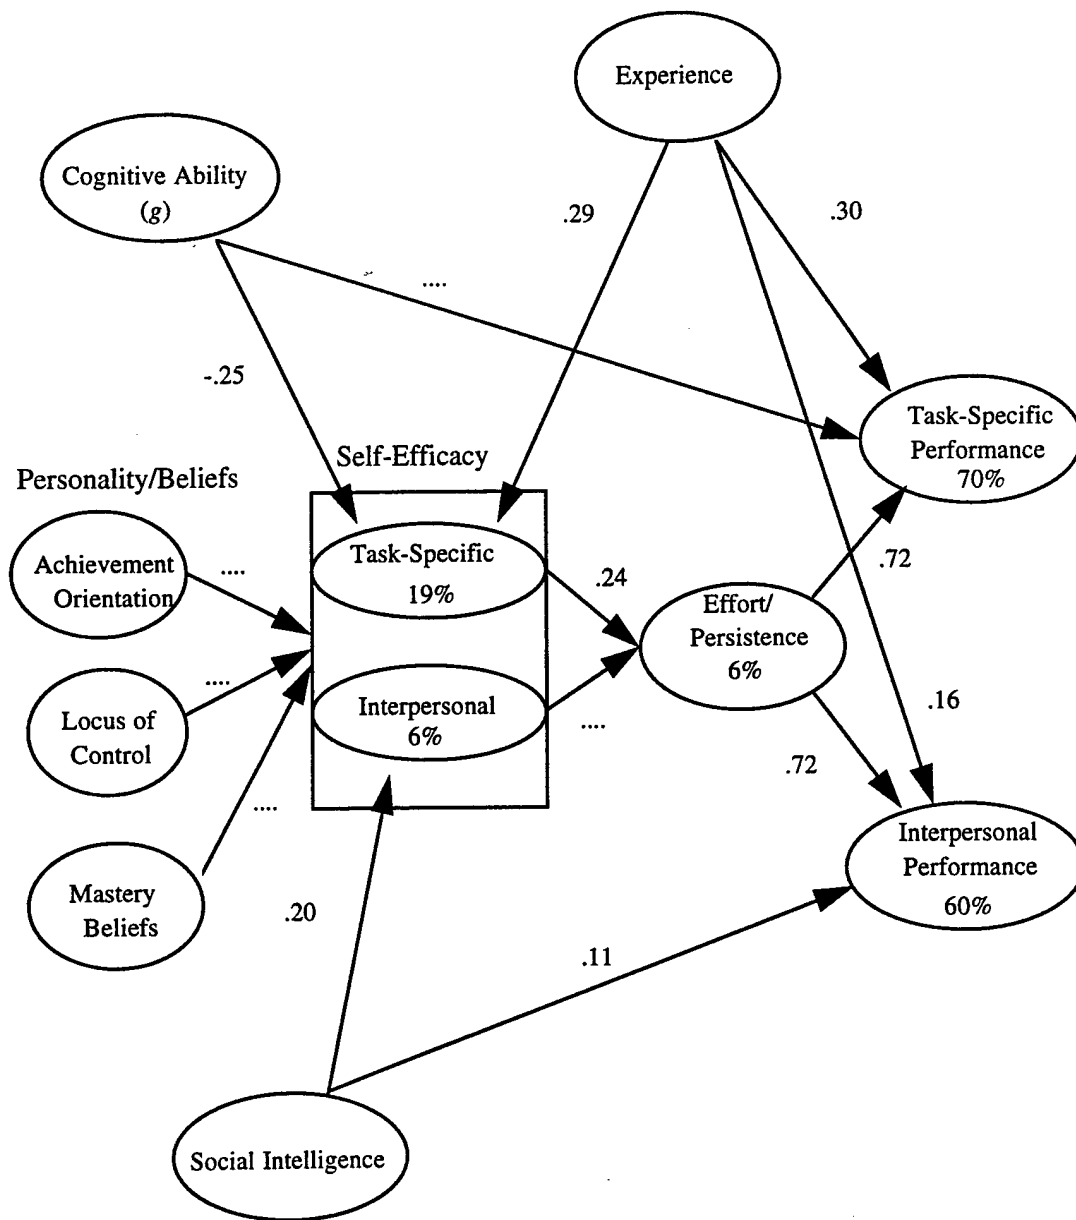 Experience
Cognitive Ability
(g)
.29
.30
....
-.25
Task-Specific
Performance
70%
Self-Efficacy
Personality/Beliefs
Achievement
Orientation
....
Task-Specific
19%
.24
.72
Effort/
Persistence
6%
Locus of
Control
....
Interpersonal
6%
....
.16
.72
....
Mastery
Beliefs
Interpersonal
Performance
60%
.20
.11
Social Intelligence